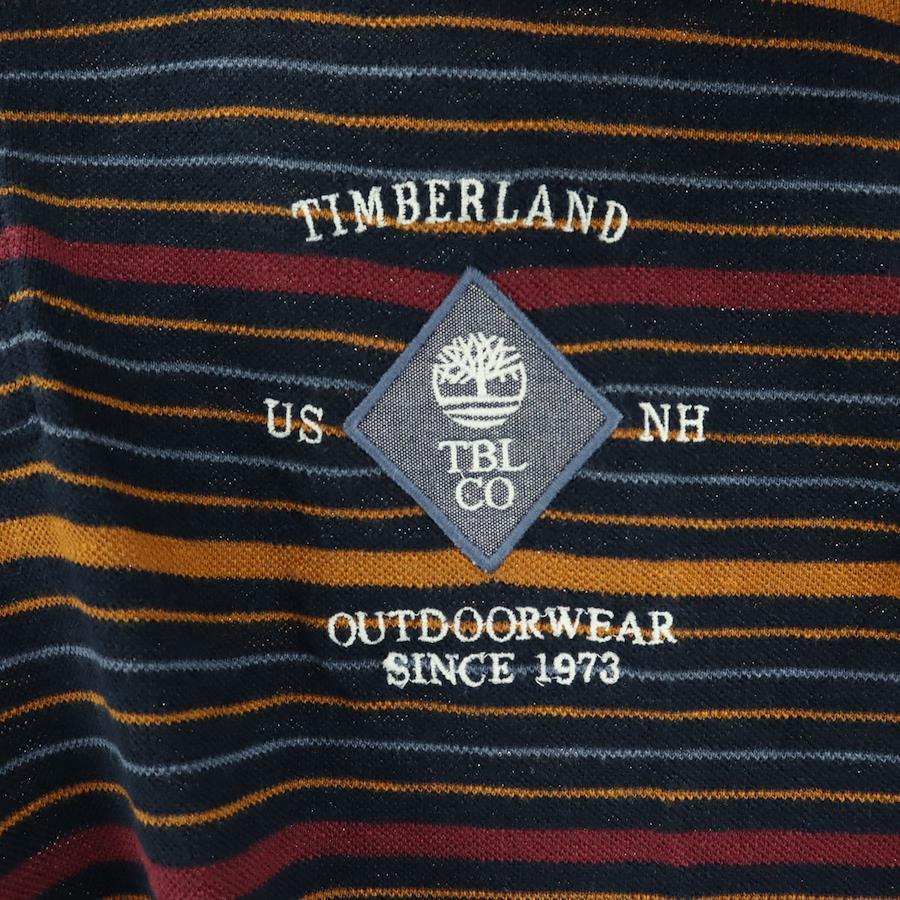 TIMBERLAND
US
NH
TBL
CO
OUTDOORWEAR
SINCE 1973